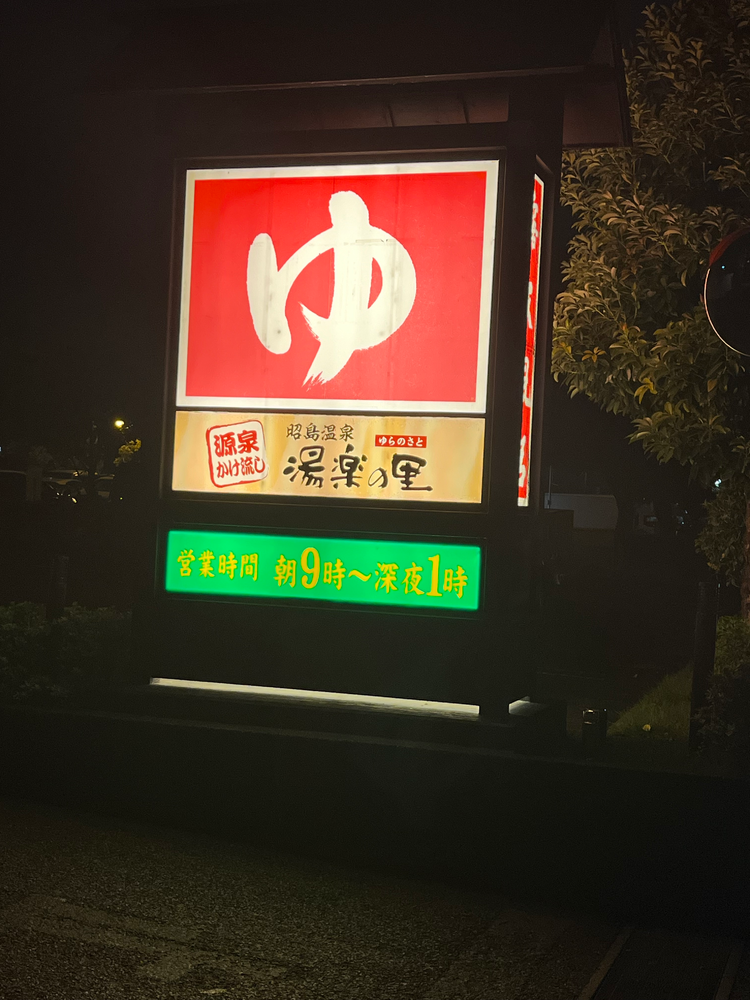 ゆ
源泉
かけ流し
昭島温泉
ゆらのさと
湯楽の里
営業時間 朝9時〜深夜1時